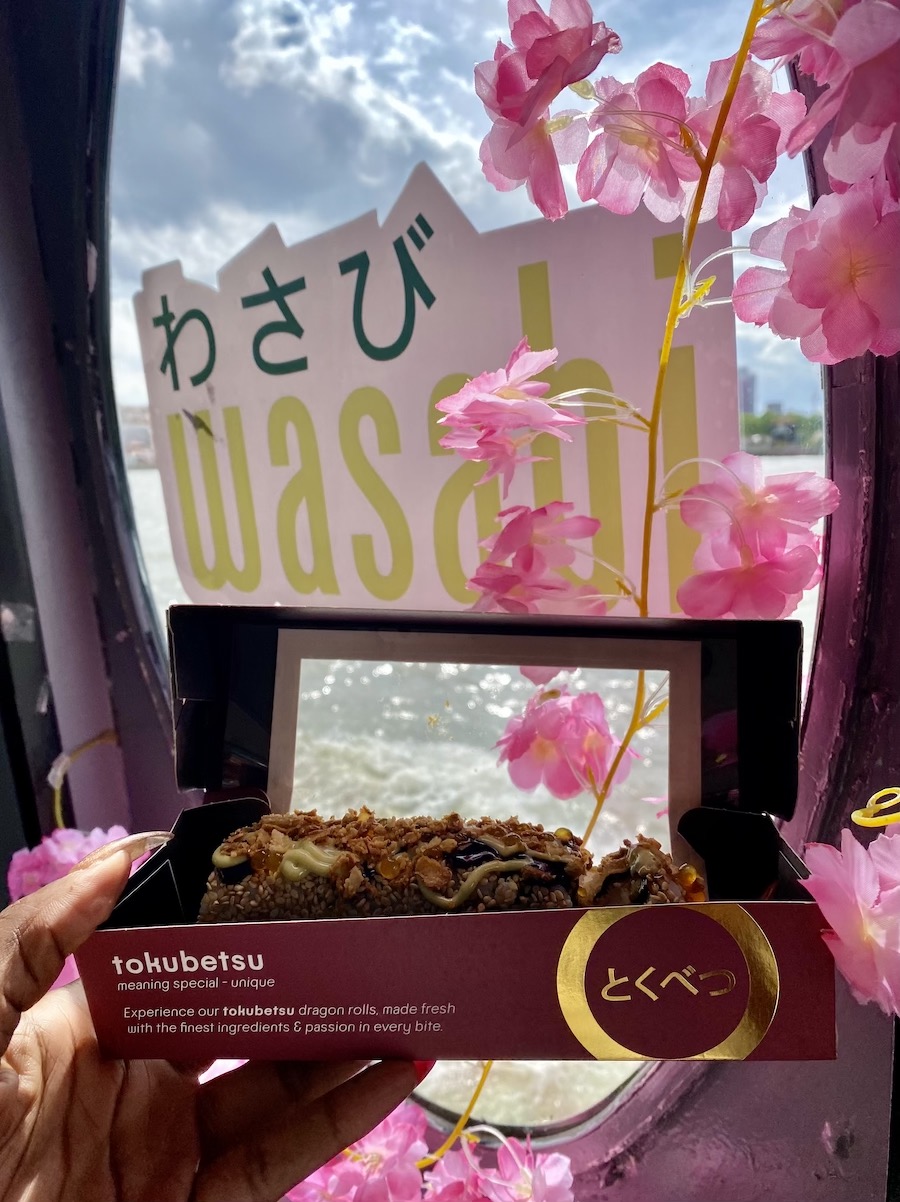 わさび
wasabi
tokubetsu
meaning special - unique
Experience our tokubetsu dragon rolls, made fresh
with the finest ingredients & passion in every bite.
とくべつ